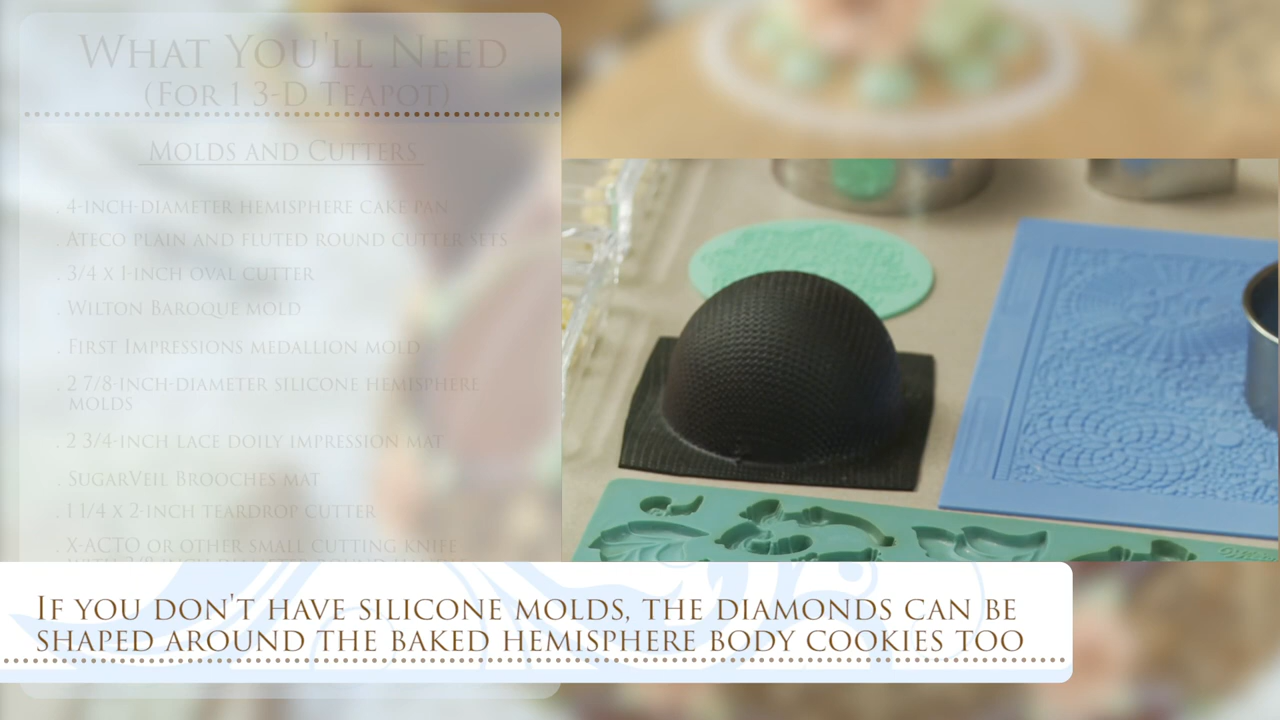 What You'll Need
(For 1 3-D Teapot)
Molds and Cutters
. 4-inch-diameter hemisphere cake pan
. Ateco plain and fluted round cutter sets
. 3/4 x 1-inch oval cutter
. Wilton Baroque mold
. First Impressions medallion mold
. 2 7/8-inch-diameter silicone hemisphere
molds
. 2 3/4-inch lace doily impression mat
. SugarVeil Brooches mat
. 1 1/4 x 2-inch teardrop cutter
. X-ACTO or other small cutting knife
If you don't have silicone molds, the diamonds can be
shaped around the baked hemisphere body cookies too